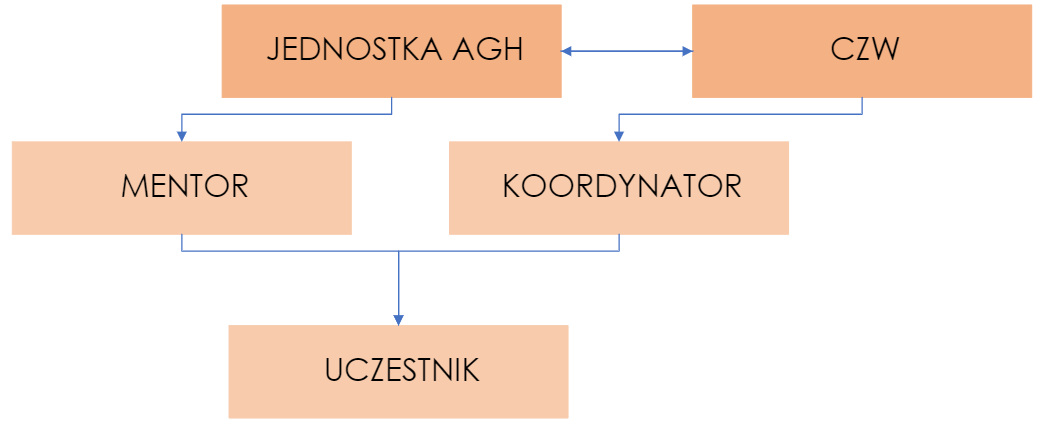 JEDNOSTKA AGH
CZW
MENTOR
KOORDYNATOR
UCZESTNIK